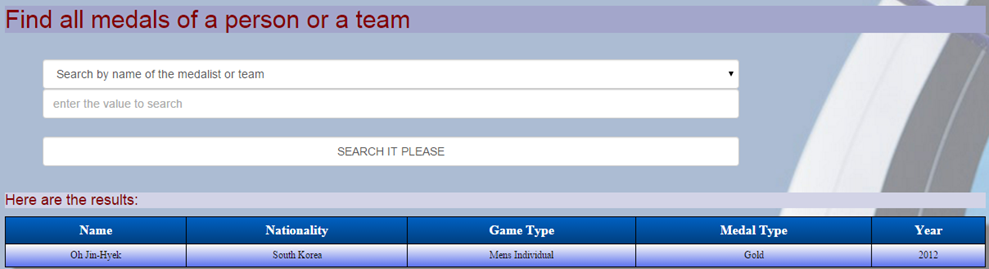 Find all medals of a person or a team
Search by name of the medalist or team
enter the value to search
SEARCH IT PLEASE
Here are the results:
Name Nationality Game Type Medal Type Year
Oh Jin-Hyek South Korea Mens Individual Gold 2012